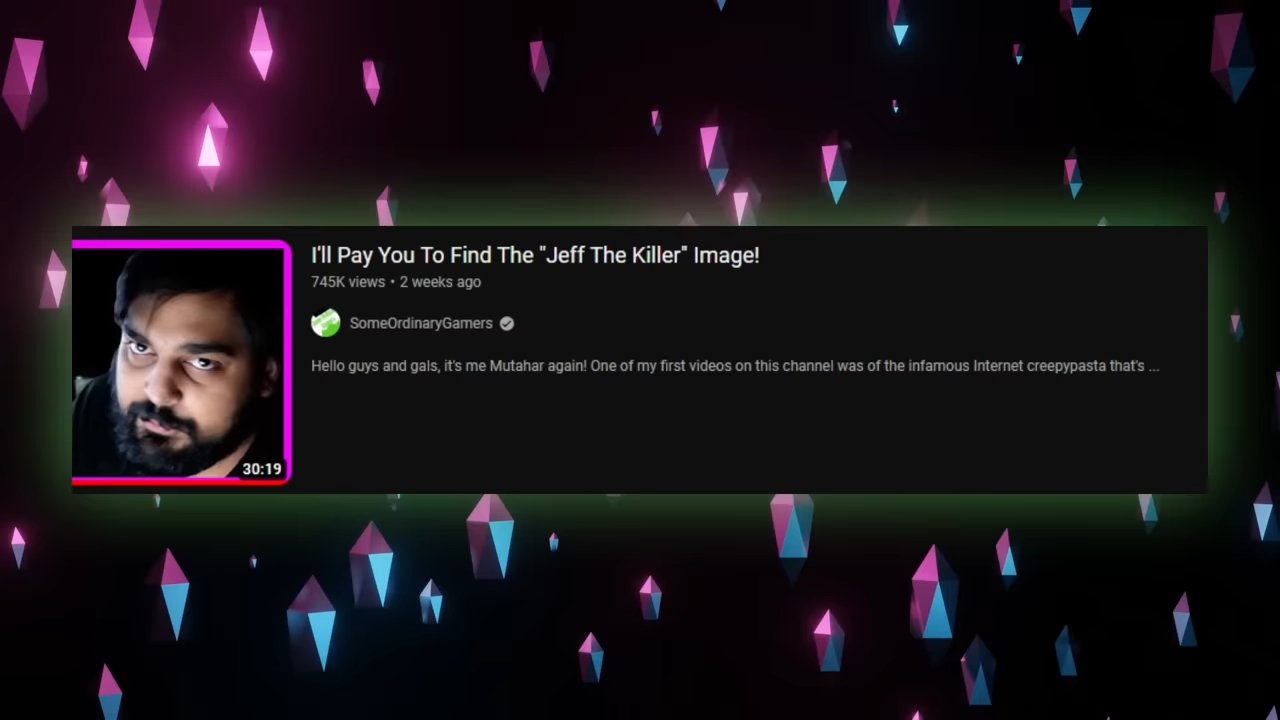 I'll Pay You To Find The "Jeff The Killer" Image!
745K views • 2 weeks ago
SomeOrdinaryGamers
Hello guys and gals, it's me Mutahar again! One of my first videos on this channel was of the infamous Internet creepypasta that's ...
30:19